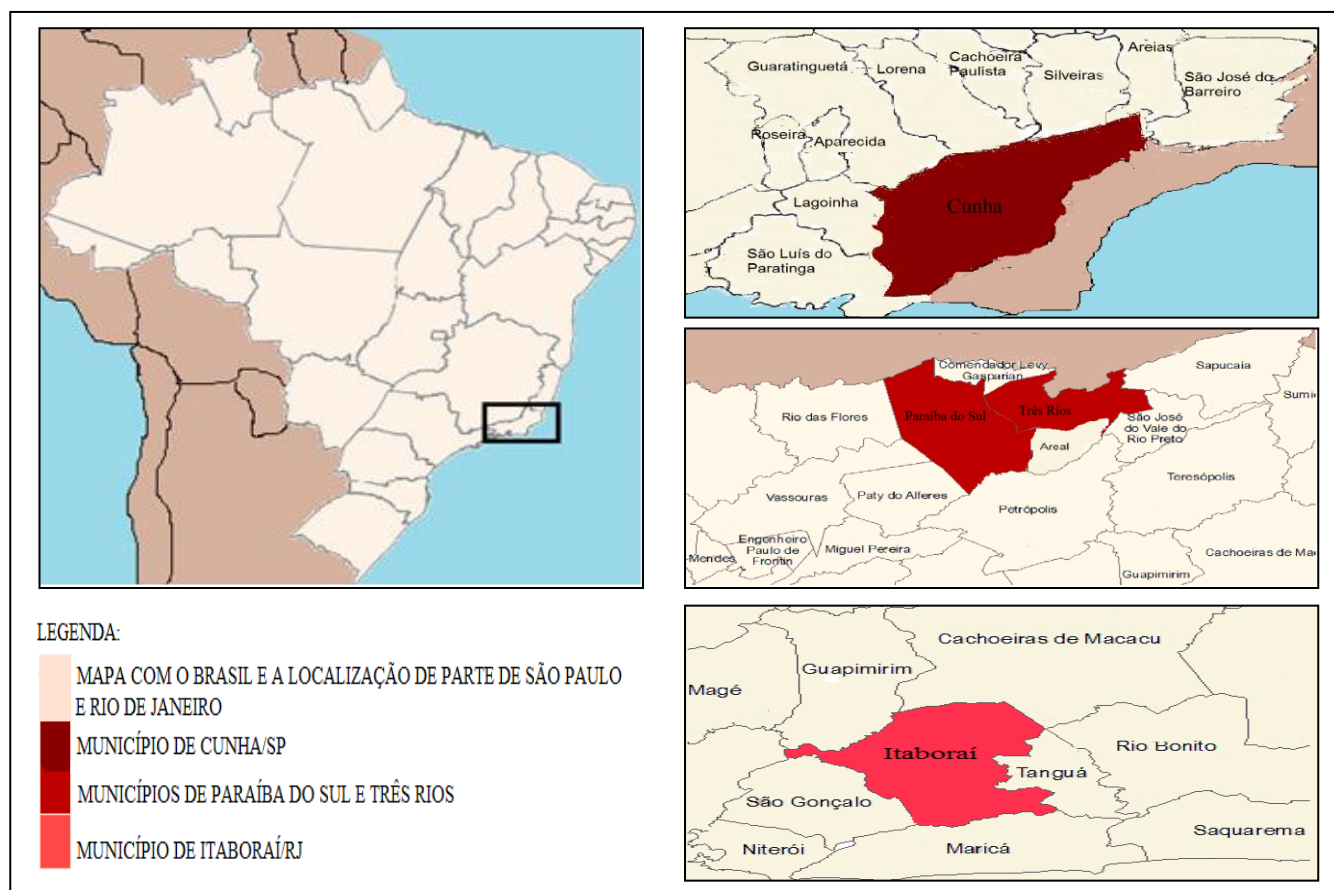 Guaratinguetá
Lorena
Cachoeira
Paulista
Silveiras
Areias
São José do
Barreiro
Roseira
Aparecida
Lagoinha
Cunha
São Luís do
Paratinga
Comendador Levy
Gasparian
Sapucaia
Rio das Flores
Paraíba do Sul
Três Rios
São José
do Vale do
Rio Preto
Areal
Teresópolis
Vassouras
Paty do Alferes
Petrópolis
Mendes
Engenheiro
Paulo de
Frontin
Miguel Pereira
Guapimirim
Cachoeiras de Ma
Sumi
LEGENDA:
MAPA COM O BRASIL E A LOCALIZAÇÃO DE PARTE DE SÃO PAULO
E RIO DE JANEIRO
MUNICÍPIO DE CUNHA/SP
MUNICÍPIOS DE PARAÍBA DO SUL E TRÊS RIOS
MUNICÍPIO DE ITABORAÍ/RJ
Cachoeiras de Macacu
Guapimirim
Magé
Itaboraí
Rio Bonito
Tanguá
São Gonçalo
Niterói
Maricá
Saquarema